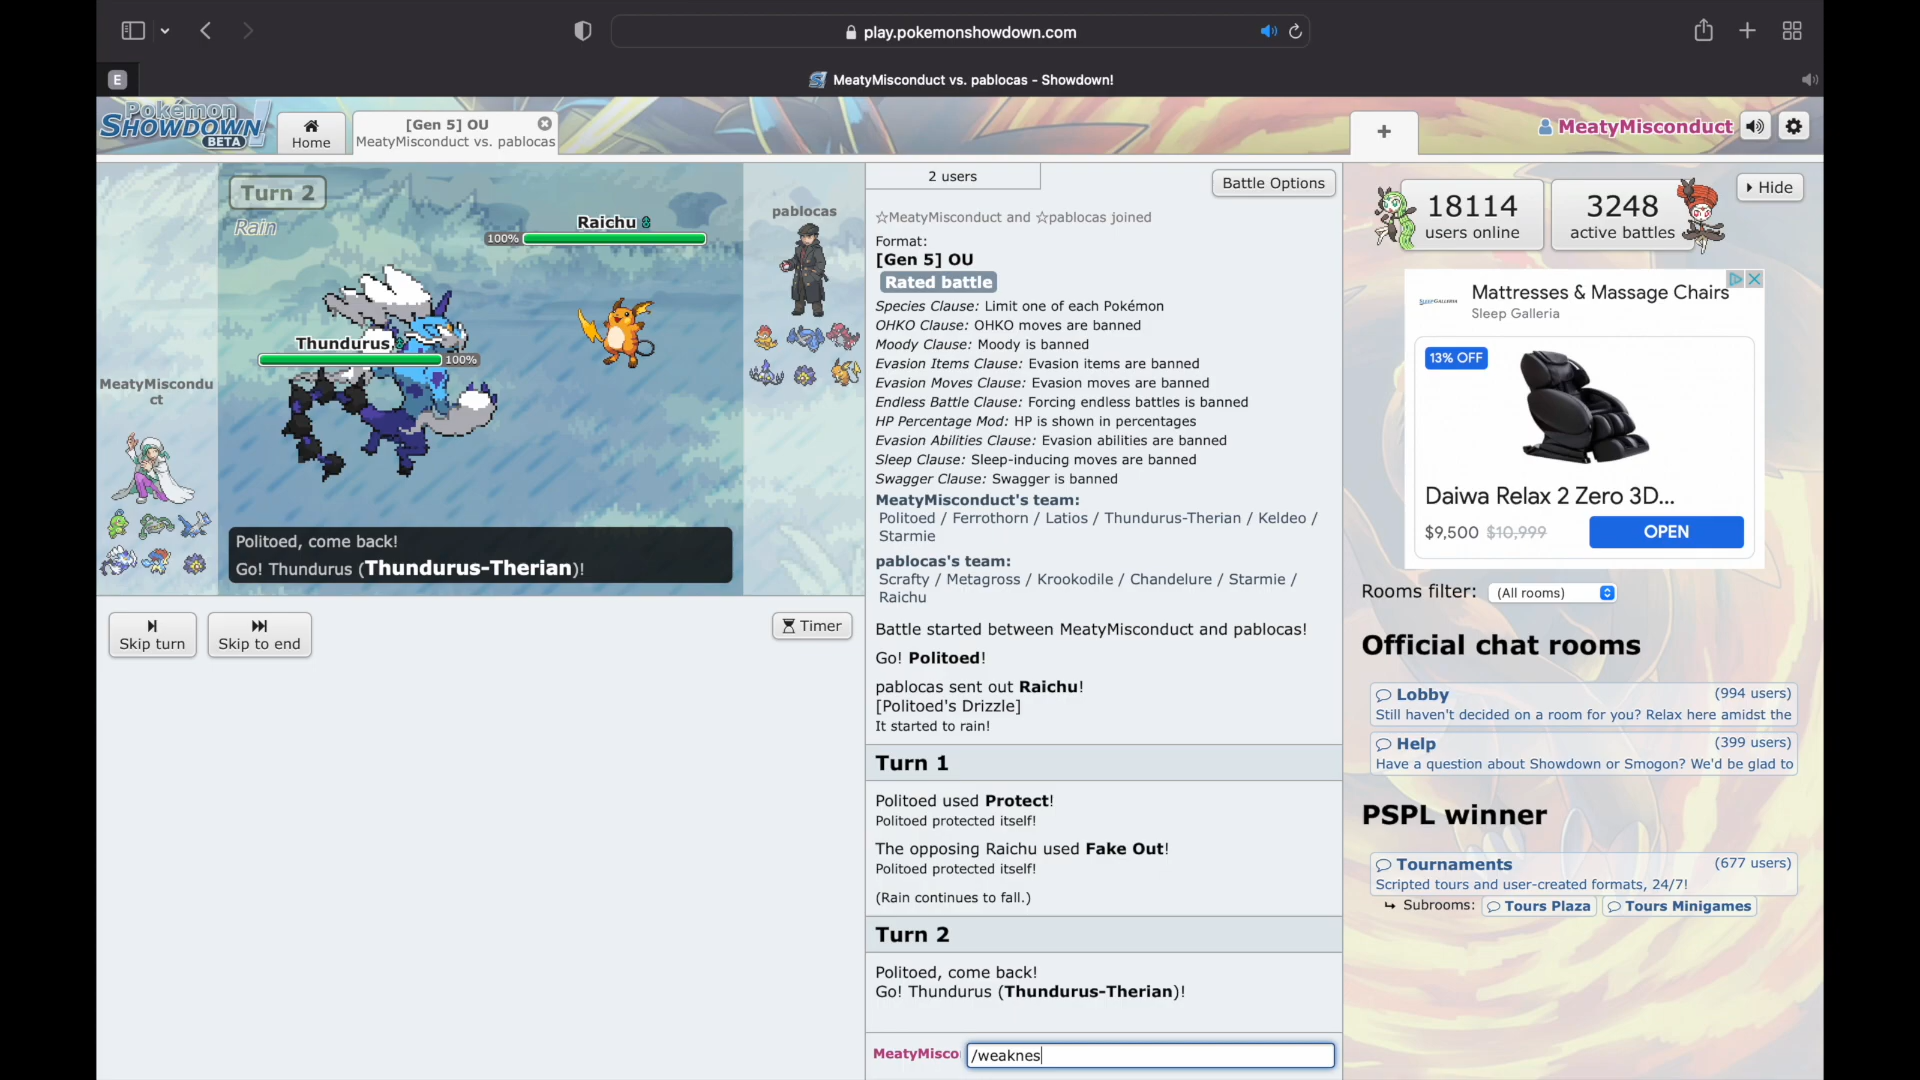 play.pokemonshowdown.com
E
MeatyMisconduct vs. pablocas - Showdown!
Pokémon
SHOWDOWN!
BETA
Home
[Gen 5] OU
MeatyMisconduct vs. pablocas
+
MeatyMisconduct
Turn 2
Rain
Raichu
100%
Thundurus
100%
MeatyMiscondu
ct
pablocas
Politoed, come back!
Go! Thundurus (Thundurus-Therian)!
Skip turn
Skip to end
Timer
2 users
Battle Options
☆MeatyMisconduct and ☆pablocas joined
Format:
[Gen 5] OU
Rated battle
Species Clause: Limit one of each Pokémon
OHKO Clause: OHKO moves are banned
Moody Clause: Moody is banned
Evasion Items Clause: Evasion items are banned
Evasion Moves Clause: Evasion moves are banned
Endless Battle Clause: Forcing endless battles is banned
HP Percentage Mod: HP is shown in percentages
Evasion Abilities Clause: Evasion abilities are banned
Sleep Clause: Sleep-inducing moves are banned
Swagger Clause: Swagger is banned
MeatyMisconduct's team:
Politoed / Ferrothorn / Latios / Thundurus-Therian / Keldeo /
Starmie
pablocas's team:
Scrafty / Metagross / Krookodile / Chandelure / Starmie /
Raichu
Battle started between MeatyMisconduct and pablocas!
Go! Politoed!
pablocas sent out Raichu!
[Politoed's Drizzle]
It started to rain!
Turn 1
Politoed used Protect!
Politoed protected itself!
The opposing Raichu used Fake Out!
Politoed protected itself!
(Rain continues to fall.)
Turn 2
Politoed, come back!
Go! Thundurus (Thundurus-Therian)!
MeatyMisco
/weaknes
18114
users online
3248
active battles
Hide
Mattresses & Massage Chairs
Sleep Galleria
SLEEPGALLERIA
13% OFF
Daiwa Relax 2 Zero 3D...
$9,500 $10,999
OPEN
Rooms filter: (All rooms)
Official chat rooms
Lobby (994 users)
Still haven't decided on a room for you? Relax here amidst the
Help (399 users)
Have a question about Showdown or Smogon? We'd be glad to
PSPL winner
Tournaments (677 users)
Scripted tours and user-created formats, 24/7!
↳ Subrooms: Tours Plaza Tours Minigames